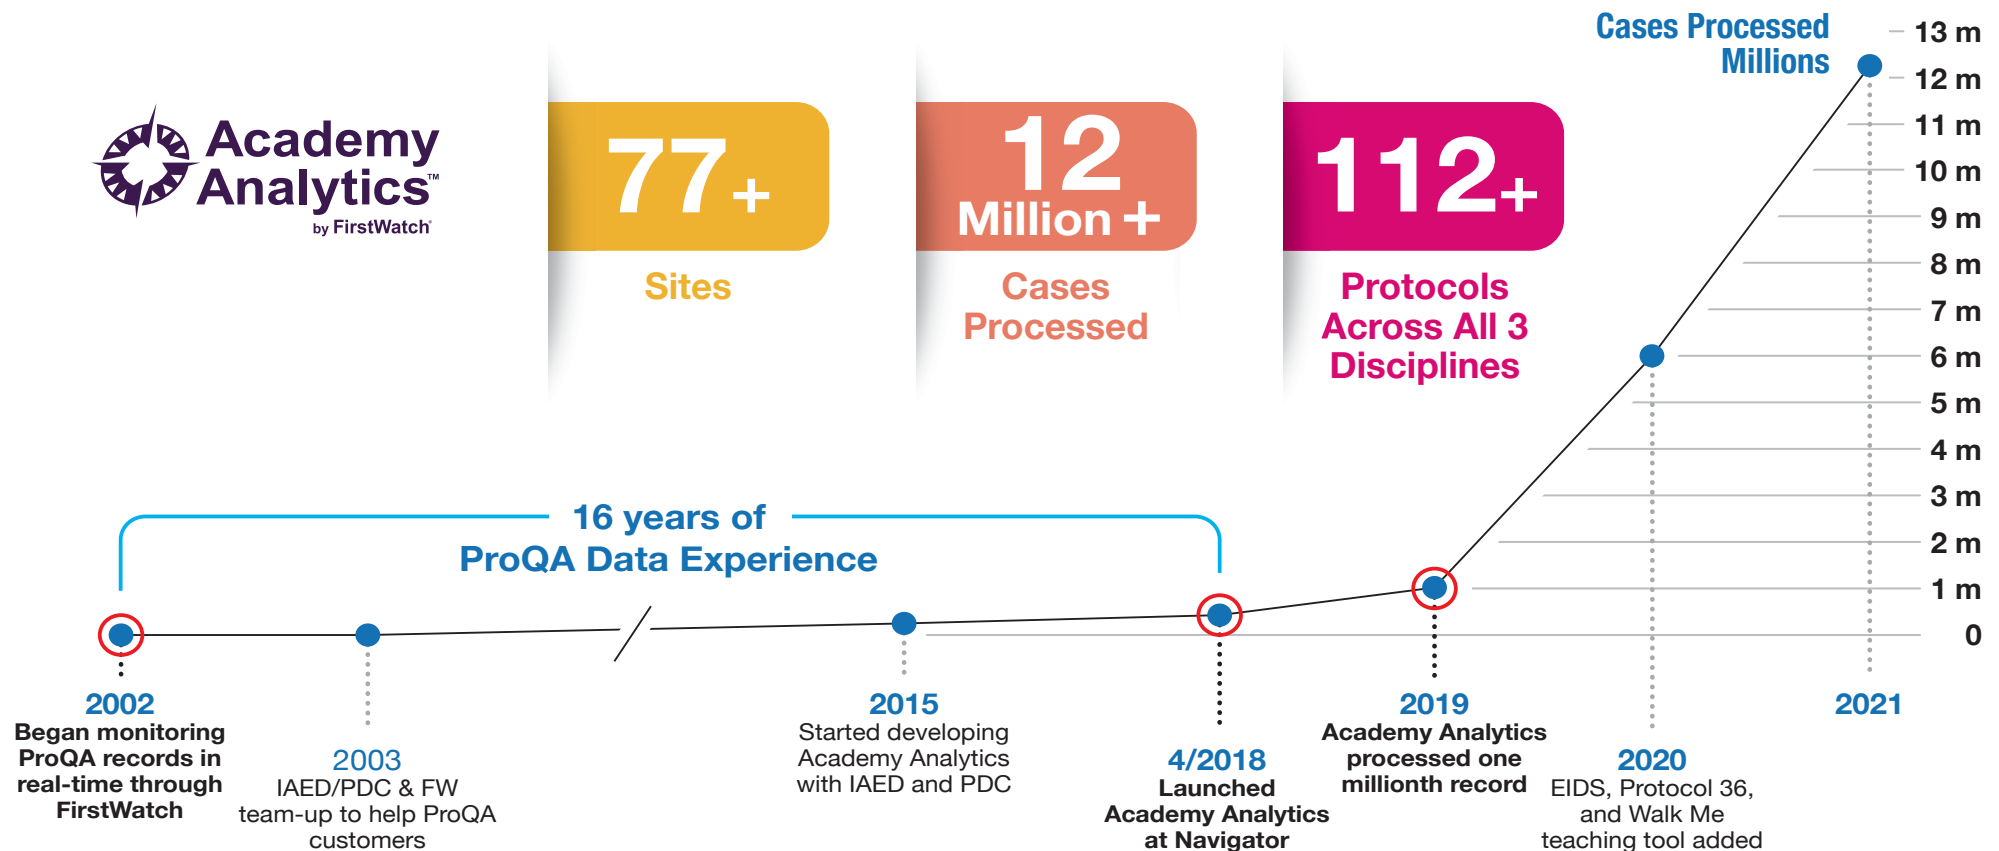 Academy
Analytics™
by FirstWatch®
77+
Sites
12
Million +
Cases
Processed
112+
Protocols
Across All 3
Disciplines
Cases Processed
Millions
13 m
12 m
11 m
10 m
9 m
8 m
7 m
6 m
5 m
4 m
3 m
2 m
1 m
0
16 years of
ProQA Data Experience
2002
Began monitoring
ProQA records in
real-time through
FirstWatch
2003
IAED/PDC & FW
team-up to help ProQA
customers
2015
Started developing
Academy Analytics
with IAED and PDC
4/2018
Launched
Academy Analytics
at Navigator
2019
Academy Analytics
processed one
millionth record
2020
EIDS, Protocol 36,
and Walk Me
teaching tool added
2021